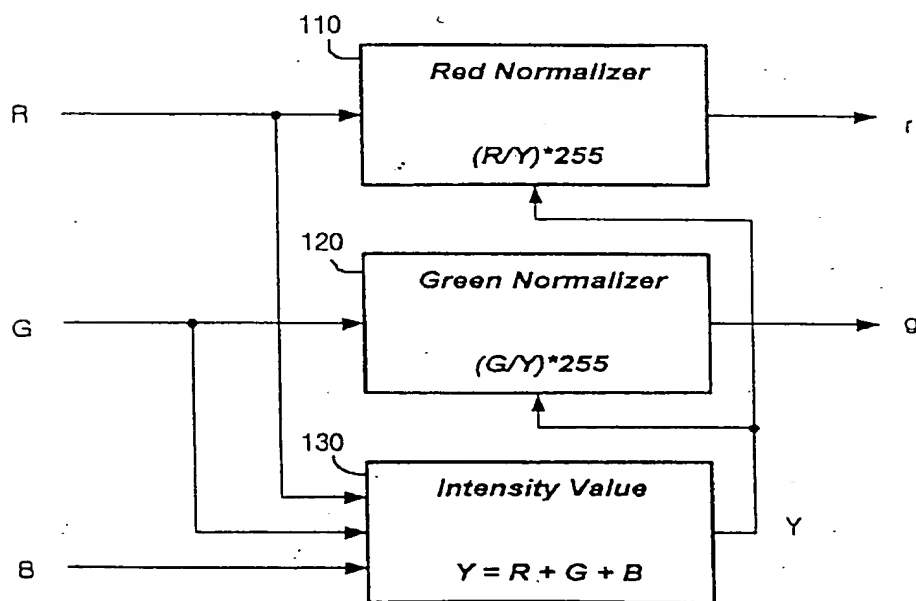 110
Red Normalizer
R
r
(R/Y)*255
120
Green Normalizer
G
g
(G/Y)*255
130
Intensity Value
Y
B
Y = R + G + B